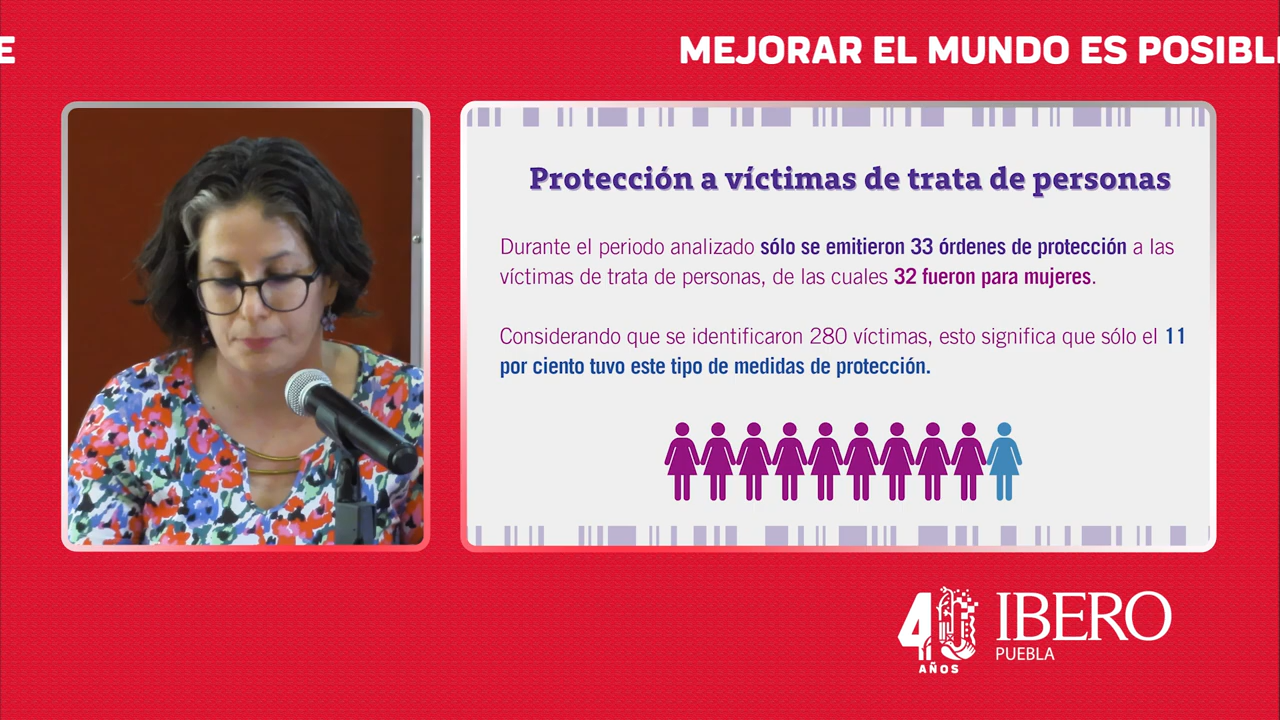 E
MEJORAR EL MUNDO ES POSIBLE
Protección a víctimas de trata de personas
Durante el periodo analizado sólo se emitieron 33 órdenes de protección a las
víctimas de trata de personas, de las cuales 32 fueron para mujeres.
Considerando que se identificaron 280 víctimas, esto significa que sólo el 11
por ciento tuvo este tipo de medidas de protección.
40
AÑOS
IBERO
PUEBLA